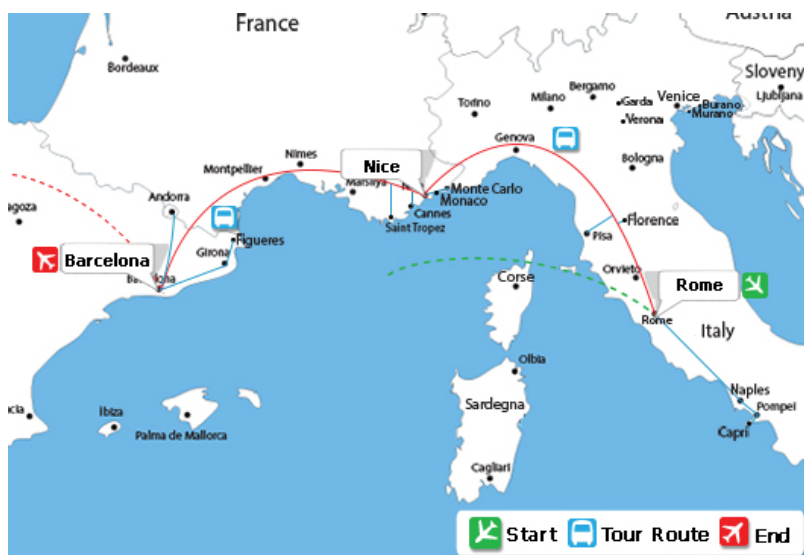 France
Austria
Bordeaux
Bergamo
Sloveny
Torino
Milano
Garda
Venice
Burano
Murano
Ljubljana
Verona
Genova
Bologna
Nimes
Montpellier
Nice
Monte Carlo
Monaco
Cannes
Saint Tropez
Andorra
agoza
Girona
Figueres
Florence
Pisa
Barcelona
Orvieto
Corse
Rome
Rome
Italy
Olbia
Naples
Pompei
Capri
Sardegna
Ibiza
Palma de Mallorca
cia
Cagliari
Start
Tour Route
End